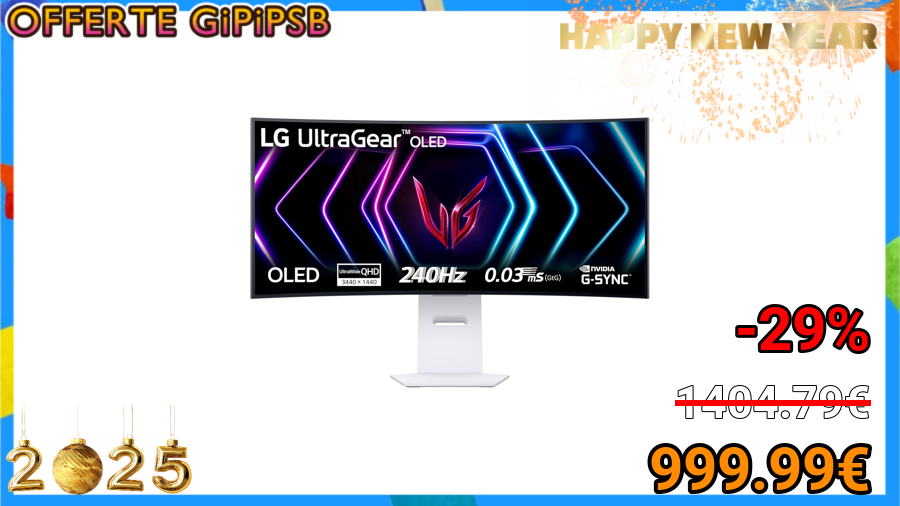 OFFERTE GiPiPSB
HAPPY NEW YEAR
LG UltraGear™ OLED
OLED
UltraWide QHD
3440 × 1440
240Hz
0.03ms (GtG)
NVIDIA
G-SYNC
-29%
1404.79€
999.99€
2025